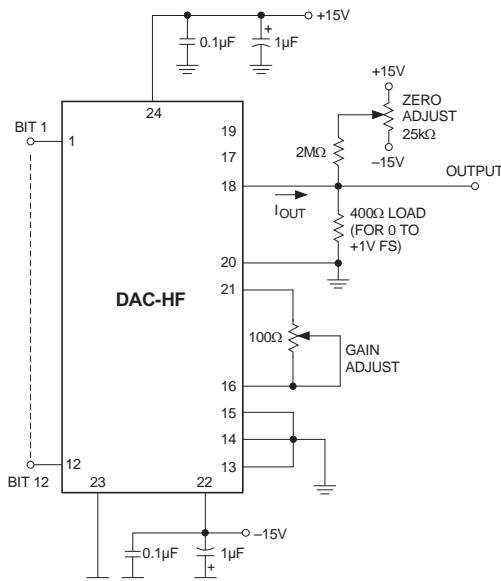 +15V
0.1µF
+
1µF
24
+15V
ZERO
ADJUST
25kΩ
–15V
BIT 1
1
19
17
2MΩ
18
OUTPUT
IOUT
400Ω LOAD
(FOR 0 TO
+1V FS)
20
21
DAC-HF
100Ω
GAIN
ADJUST
16
15
14
13
12
BIT 12
23
22
–15V
0.1µF
1µF
+